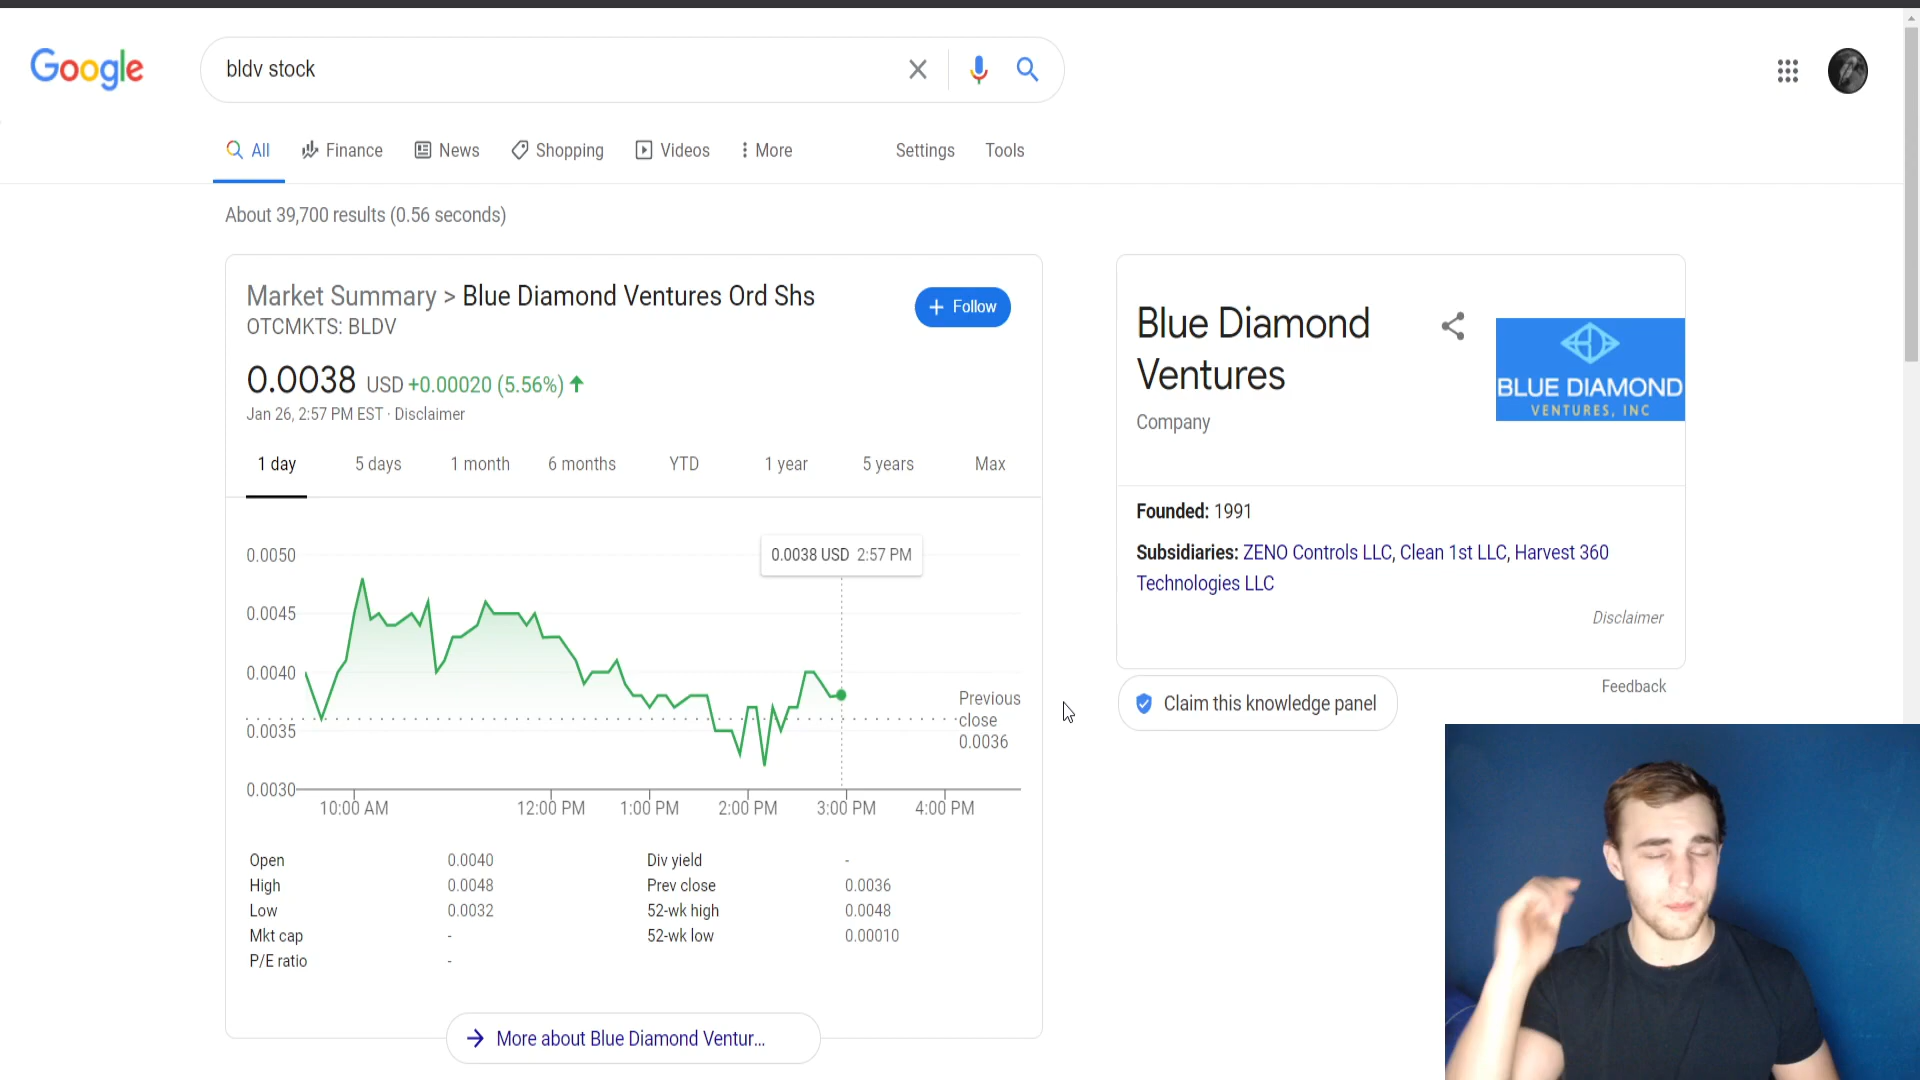 Google
bldv stock
All
Finance
News
Shopping
Videos
More
Settings
Tools
About 39,700 results (0.56 seconds)
Market Summary > Blue Diamond Ventures Ord Shs
OTCMKTS: BLDV
+ Follow
0.0038 USD +0.00020 (5.56%)
Jan 26, 2:57 PM EST · Disclaimer
1 day
5 days
1 month
6 months
YTD
1 year
5 years
Max
0.0038 USD 2:57 PM
0.0050
0.0045
0.0040
0.0035
0.0030
Previous
close
0.0036
10:00 AM
12:00 PM
1:00 PM
2:00 PM
3:00 PM
4:00 PM
Open 0.0040
High 0.0048
Low 0.0032
Mkt cap -
P/E ratio -
Div yield -
Prev close 0.0036
52-wk high 0.0048
52-wk low 0.00010
More about Blue Diamond Ventur...
Blue Diamond
Ventures
Company
BLUE DIAMOND
VENTURES, INC
Founded: 1991
Subsidiaries: ZENO Controls LLC, Clean 1st LLC, Harvest 360
Technologies LLC
Disclaimer
Feedback
Claim this knowledge panel